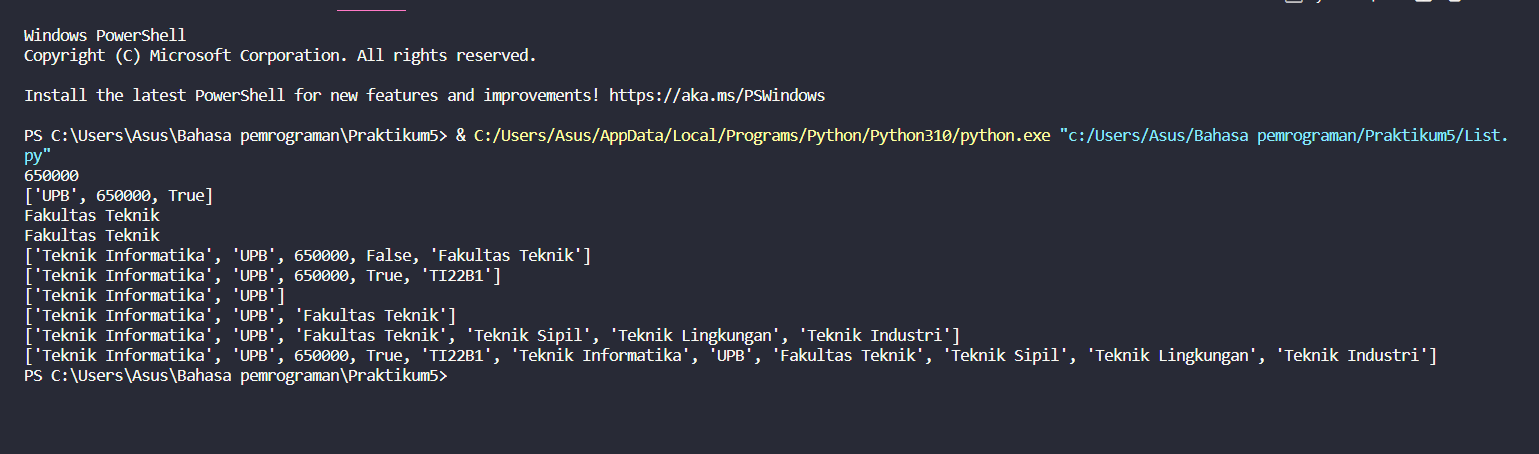 Windows PowerShell
Copyright (C) Microsoft Corporation. All rights reserved.
Install the latest PowerShell for new features and improvements! https://aka.ms/PSWindows
PS C:\Users\Asus\Bahasa pemrograman\Praktikum5> & C:/Users/Asus/AppData/Local/Programs/Python/Python310/python.exe "c:/Users/Asus/Bahasa pemrograman/Praktikum5/List.
py"
650000
['UPB', 650000, True]
Fakultas Teknik
Fakultas Teknik
['Teknik Informatika', 'UPB', 650000, False, 'Fakultas Teknik']
['Teknik Informatika', 'UPB', 650000, True, 'TI22B1']
['Teknik Informatika', 'UPB']
['Teknik Informatika', 'UPB', 'Fakultas Teknik']
['Teknik Informatika', 'UPB', 'Fakultas Teknik', 'Teknik Sipil', 'Teknik Lingkungan', 'Teknik Industri']
['Teknik Informatika', 'UPB', 650000, True, 'TI22B1', 'Teknik Informatika', 'UPB', 'Fakultas Teknik', 'Teknik Sipil', 'Teknik Lingkungan', 'Teknik Industri']
PS C:\Users\Asus\Bahasa pemrograman\Praktikum5>